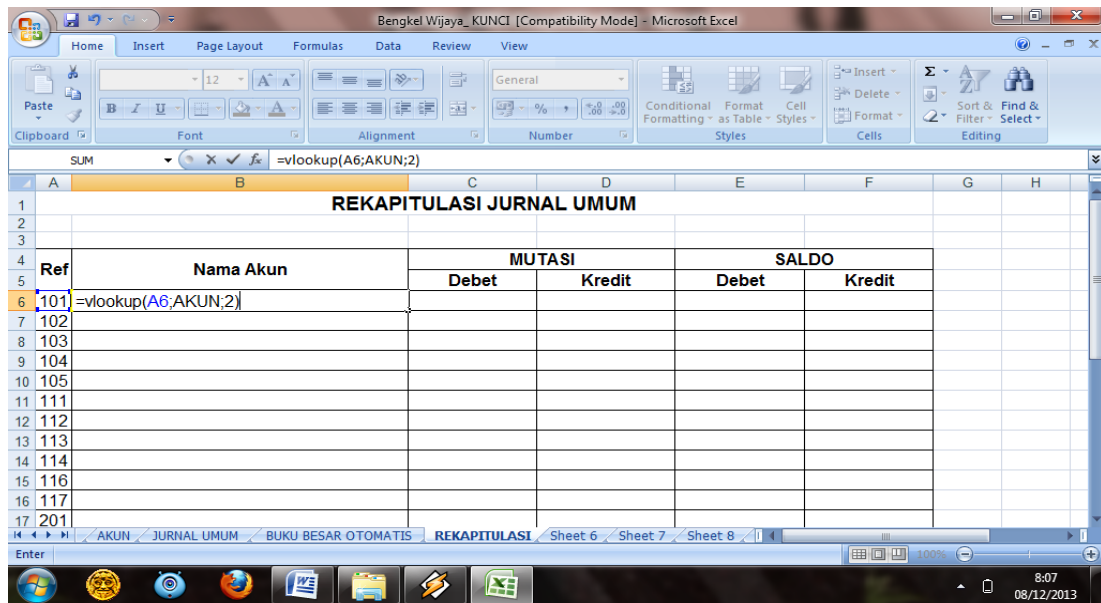 Bengkel Wijaya_ KUNCI [Compatibility Mode] - Microsoft Excel
Home Insert Page Layout Formulas Data Review View
Paste
12 A A General Σ
B I U A % , Conditional Formatting Format as Table Cell Styles Insert Delete Format Sort & Filter Find & Select
Clipboard Font Alignment Number Styles Cells Editing
SUM fx =vlookup(A6;AKUN;2)
A B C D E F G H
1 REKAPITULASI JURNAL UMUM
2
3
4 Ref Nama Akun MUTASI SALDO
5 Debet Kredit Debet Kredit
6 101 =vlookup(A6;AKUN;2)
7 102
8 103
9 104
10 105
11 111
12 112
13 113
14 114
15 116
16 117
17 201
AKUN JURNAL UMUM BUKU BESAR OTOMATIS REKAPITULASI Sheet 6 Sheet 7 Sheet 8
Enter 100%
8:07
08/12/2013